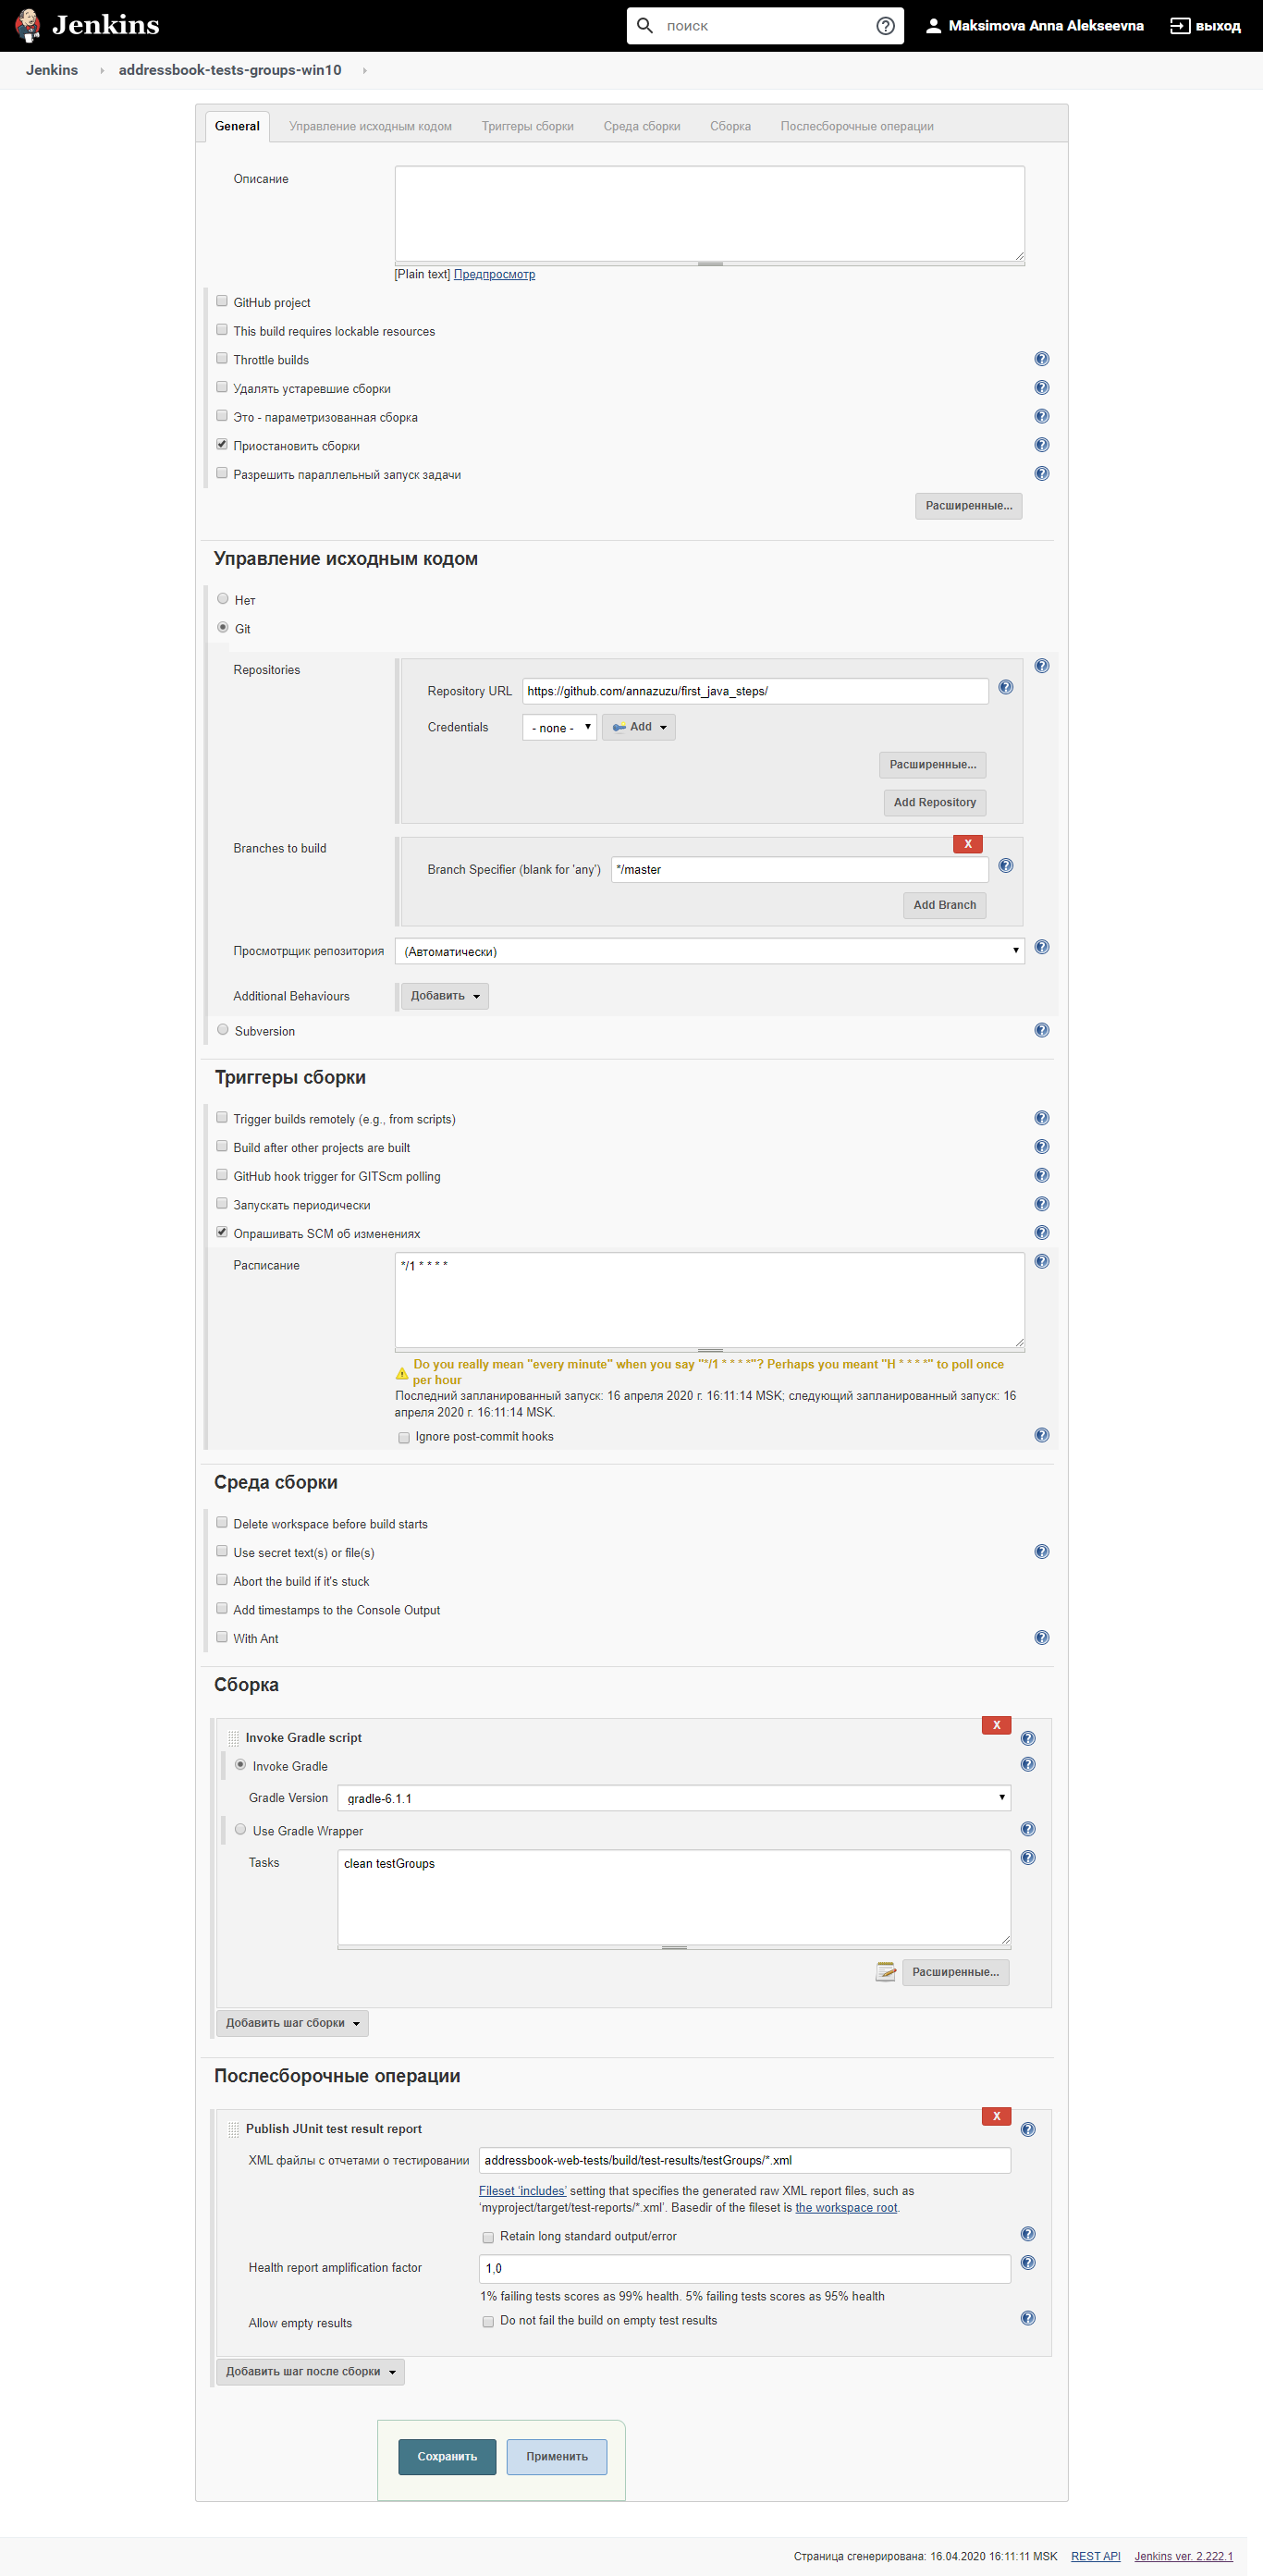 Jenkins
поиск
Maksimova Anna Alekseevna
выход
Jenkins
addressbook-tests-groups-win10
General
Управление исходным кодом
Триггеры сборки
Среда сборки
Сборка
Послесборочные операции
Описание
[Plain text] Предпросмотр
GitHub project
This build requires lockable resources
Throttle builds
Удалять устаревшие сборки
Это - параметризованная сборка
Приостановить сборки
Разрешить параллельный запуск задачи
Расширенные...
Управление исходным кодом
Нет
Git
Repositories
Repository URL
https://github.com/annazuzu/first_java_steps/
Credentials
- none -
Add
Расширенные...
Add Repository
Branches to build
X
Branch Specifier (blank for 'any')
*/master
Add Branch
Просмотрщик репозитория
(Автоматически)
Additional Behaviours
Добавить
Subversion
Триггеры сборки
Trigger builds remotely (e.g., from scripts)
Build after other projects are built
GitHub hook trigger for GITScm polling
Запускать периодически
Опрашивать SCM об изменениях
Расписание
*/1 * * * *
Do you really mean "every minute" when you say "*/1 * * * *"? Perhaps you meant "H * * * *" to poll once
per hour
Последний запланированный запуск: 16 апреля 2020 г. 16:11:14 MSK; следующий запланированный запуск: 16
апреля 2020 г. 16:11:14 MSK.
Ignore post-commit hooks
Среда сборки
Delete workspace before build starts
Use secret text(s) or file(s)
Abort the build if it's stuck
Add timestamps to the Console Output
With Ant
Сборка
X
Invoke Gradle script
Invoke Gradle
Gradle Version
gradle-6.1.1
Use Gradle Wrapper
Tasks
clean testGroups
Расширенные...
Добавить шаг сборки
Послесборочные операции
X
Publish JUnit test result report
XML файлы с отчетами о тестировании
addressbook-web-tests/build/test-results/testGroups/*.xml
Fileset 'includes' setting that specifies the generated raw XML report files, such as
'myproject/target/test-reports/*.xml'. Basedir of the fileset is the workspace root.
Retain long standard output/error
Health report amplification factor
1,0
1% failing tests scores as 99% health. 5% failing tests scores as 95% health
Allow empty results
Do not fail the build on empty test results
Добавить шаг после сборки
Сохранить
Применить
Страница сгенерирована: 16.04.2020 16:11:11 MSK
REST API
Jenkins ver. 2.222.1